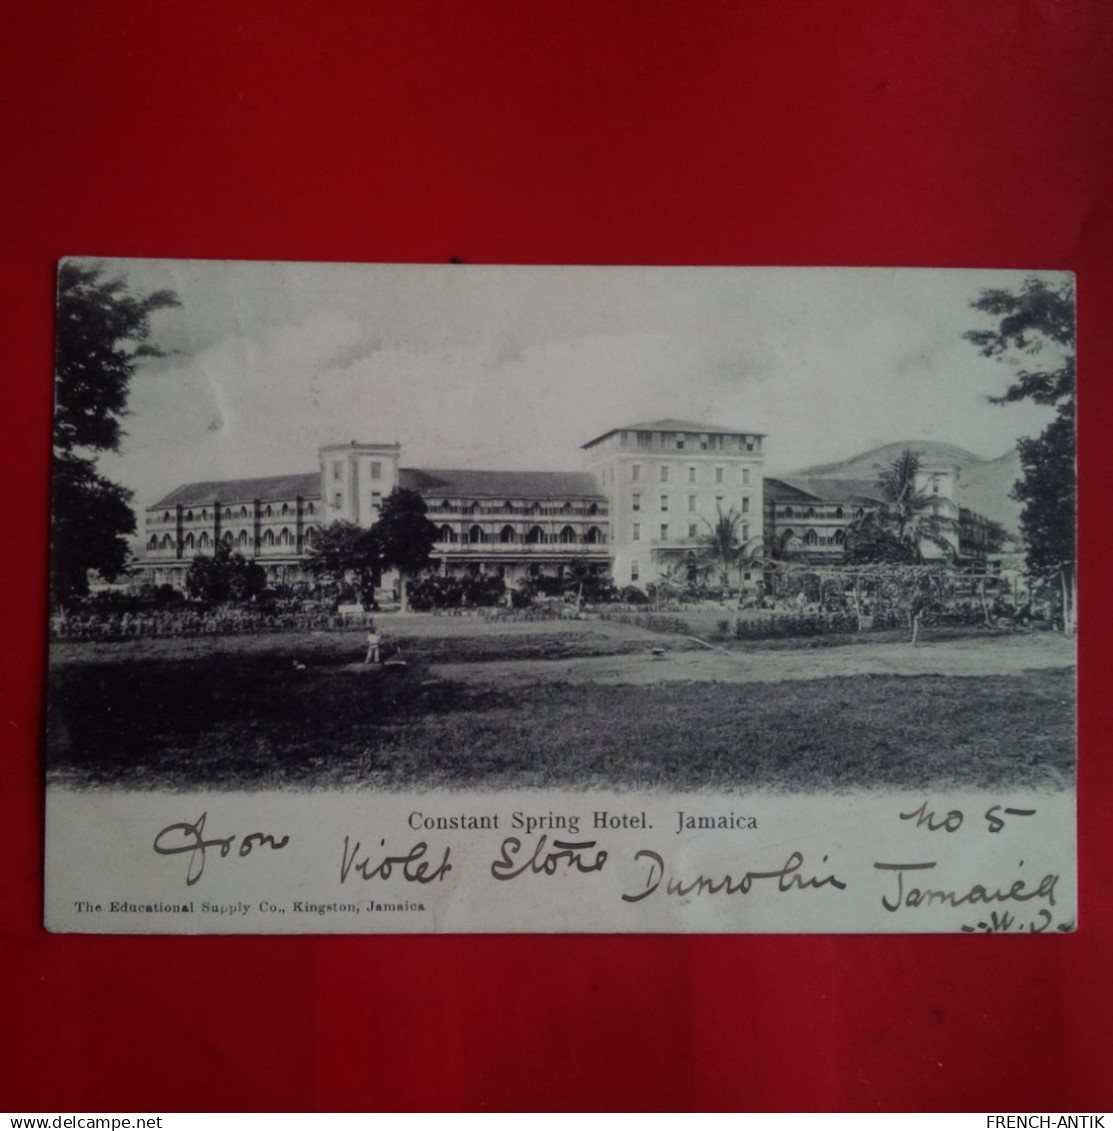 Constant Spring Hotel. Jamaica
No 5
From Violet Stone Dunrobin Jamaica
W.I
The Educational Supply Co., Kingston, Jamaica
www.delcampe.net
FRENCH-ANTIK